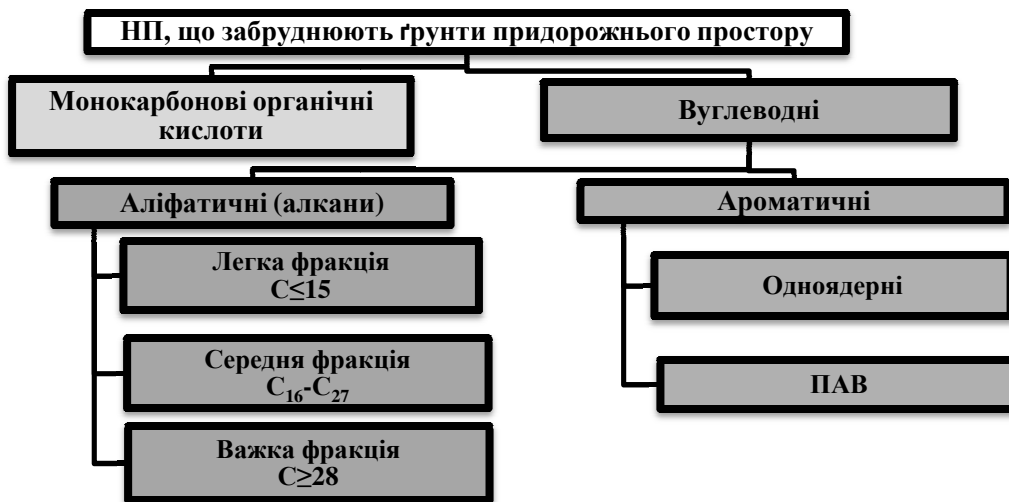 НП, що забруднюють ґрунти придорожнього простору
Монокарбонові органічні
кислоти
Вуглеводні
Аліфатичні (алкани)
Ароматичні
Легка фракція
C≤15
Одноядерні
Середня фракція
C₁₆-C₂₇
ПАВ
Важка фракція
C≥28